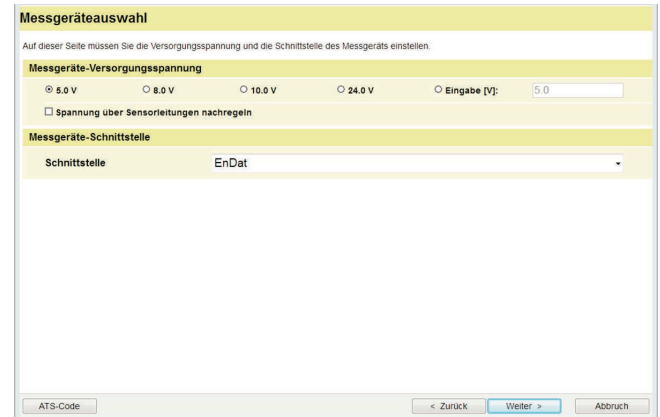 Messgeräteauswahl
Auf dieser Seite müssen Sie die Versorgungsspannung und die Schnittstelle des Messgeräts einstellen.
Messgeräte-Versorgungsspannung
5.0 V 8.0 V 10.0 V 24.0 V Eingabe [V]: 5.0
Spannung über Sensorleitungen nachregeln
Messgeräte-Schnittstelle
Schnittstelle EnDat
ATS-Code < Zurück Weiter > Abbruch